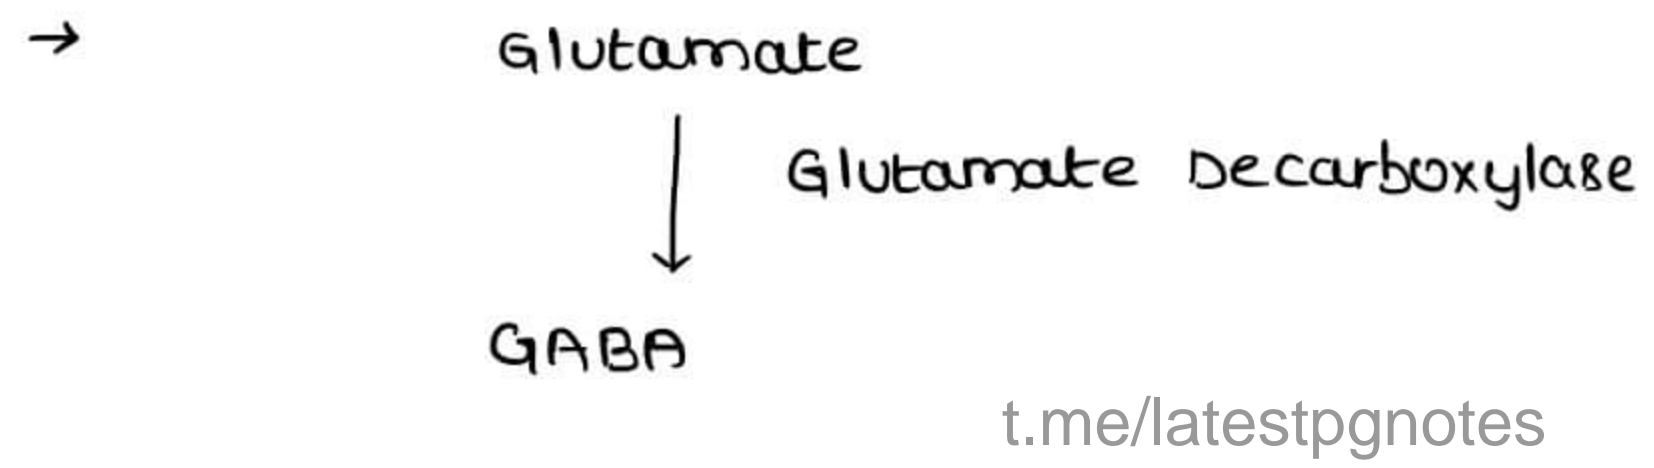 → Glutamate
↓ Glutamate Decarboxylase
GABA
t.me/latestpgnotes